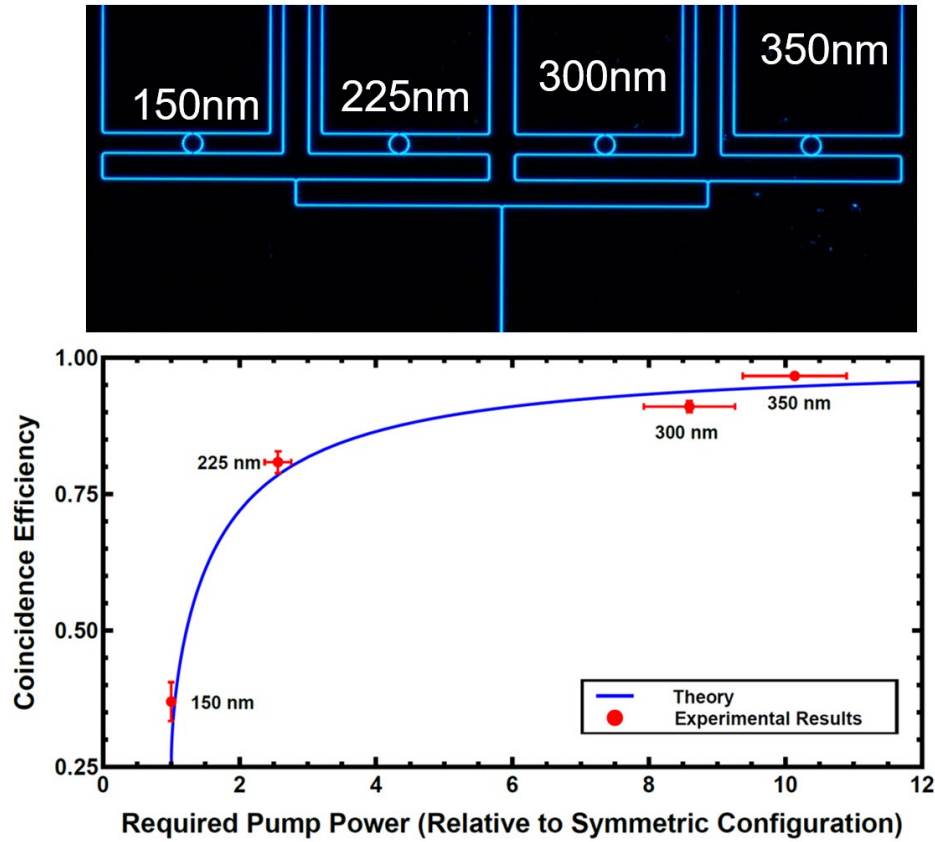 150nm
225nm
300nm
350nm
1.00
0.75
0.50
0.25
Coincidence Efficiency
225 nm
150 nm
300 nm
350 nm
Theory
Experimental Results
0 2 4 6 8 10 12
Required Pump Power (Relative to Symmetric Configuration)